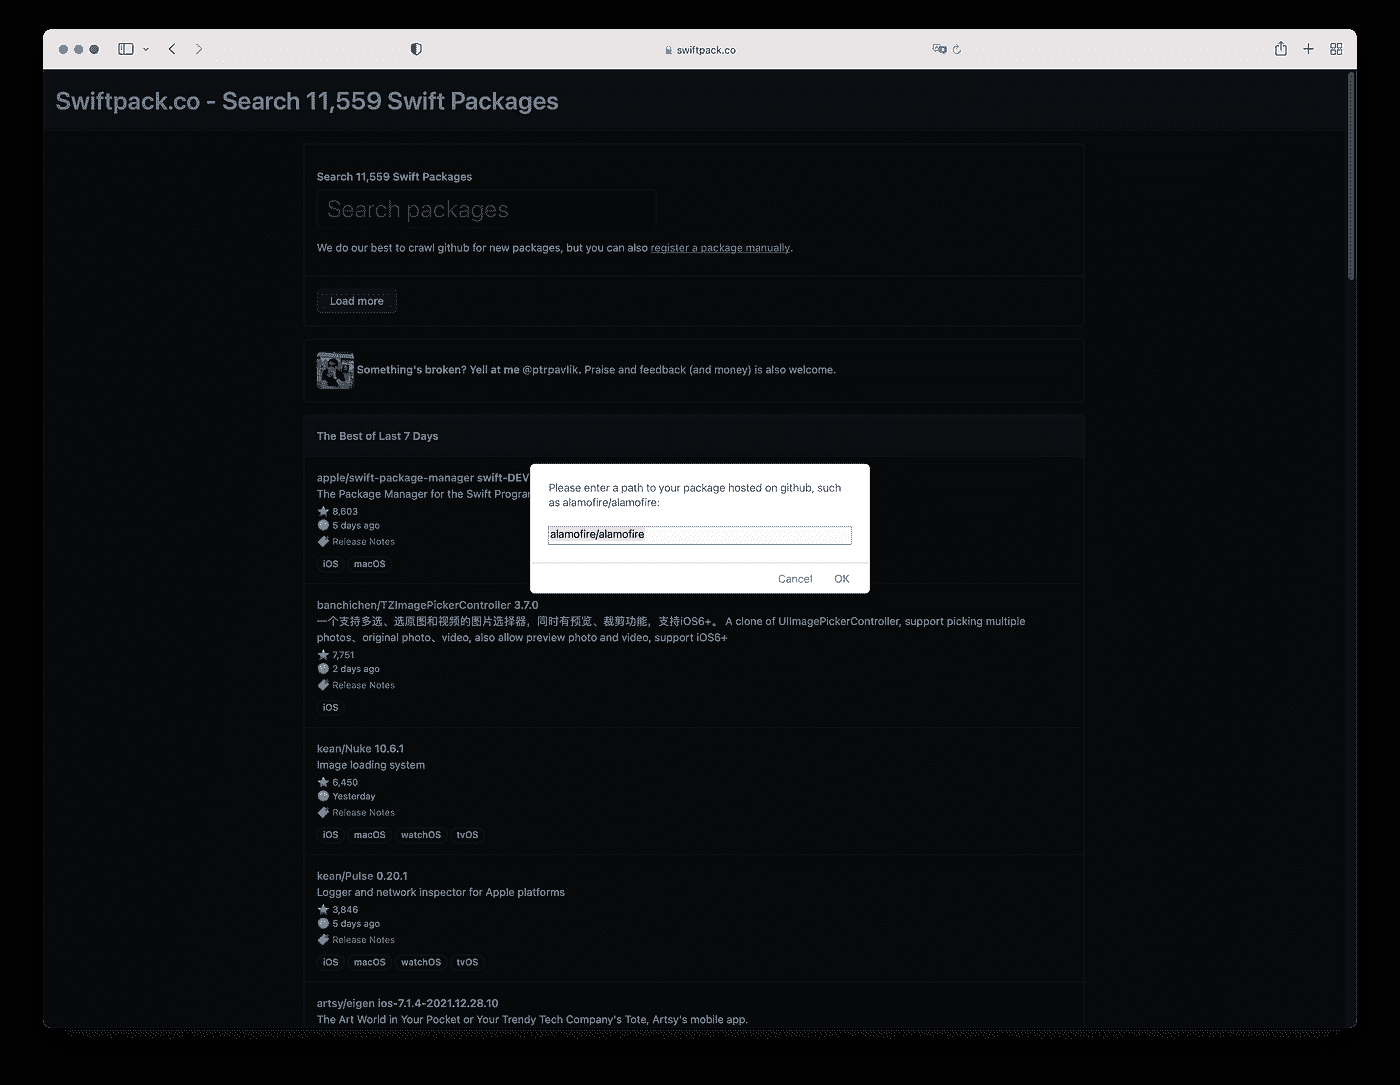 swiftpack.co
Swiftpack.co - Search 11,559 Swift Packages
Search 11,559 Swift Packages
Search packages
We do our best to crawl github for new packages, but you can also register a package manually.
Load more
Something's broken? Yell at me @ptrpavlik. Praise and feedback (and money) is also welcome.
The Best of Last 7 Days
apple/swift-package-manager swift-DEV
The Package Manager for the Swift Progra
8,603
5 days ago
Release Notes
iOS macOS
Please enter a path to your package hosted on github, such
as alamofire/alamofire:
alamofire/alamofire
Cancel OK
banchichen/TZImagePickerController 3.7.0
一个支持多选、选原图和视频的图片选择器，同时有预览、裁剪功能，支持iOS6+。 A clone of UIImagePickerController, support picking multiple
photos、original photo、video, also allow preview photo and video, support iOS6+
7,751
2 days ago
Release Notes
iOS
kean/Nuke 10.6.1
Image loading system
6,450
Yesterday
Release Notes
iOS macOS watchOS tvOS
kean/Pulse 0.20.1
Logger and network inspector for Apple platforms
3,846
5 days ago
Release Notes
iOS macOS watchOS tvOS
artsy/eigen ios-7.1.4-2021.12.28.10
The Art World in Your Pocket or Your Trendy Tech Company's Tote, Artsy's mobile app.